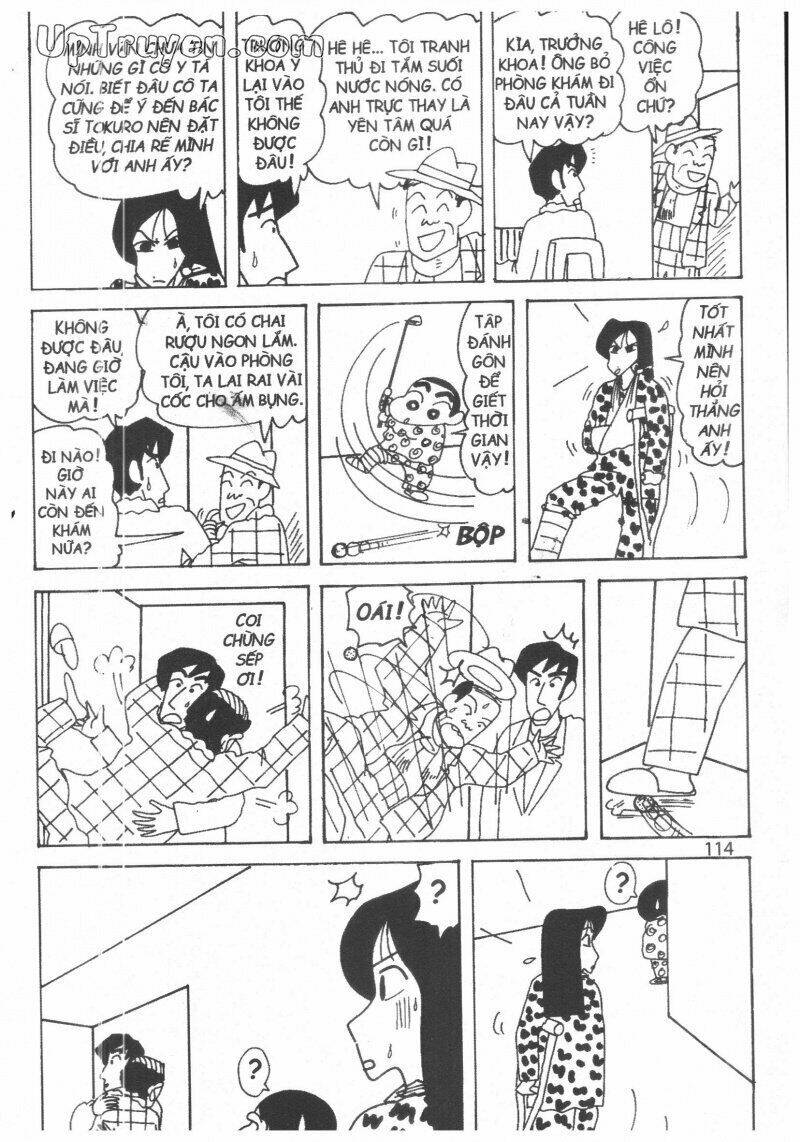 UpTruyen.com
HÊ LÔ!
CÔNG
VIỆC
ỔN
CHỨ?
KÌA, TRƯỞNG
KHOA! ÔNG BỎ
PHÒNG KHÁM ĐI
ĐÂU CẢ TUẦN
NAY VẬY?
HÊ HÊ... TÔI TRANH
THỦ ĐI TẮM SUỐI
NƯỚC NÓNG. CÓ
ANH TRỰC THAY LÀ
YÊN TÂM QUÁ
CÒN GÌ!
TRƯỞNG
KHOA Ỷ
LẠI VÀO
TÔI THẾ
KHÔNG
ĐƯỢC
ĐÂU!
MÌNH VẪN CHƯA TIN
NHỮNG GÌ CÔ Y TÁ
NÓI. BIẾT ĐÂU CÔ TA
CŨNG ĐỂ Ý ĐẾN BÁC
SĨ TOKURO NÊN ĐẶT
ĐIỀU, CHIA RẼ MÌNH
VỚI ANH ẤY?
TỐT
NHẤT
MÌNH
NÊN
HỎI
THẲNG
ANH
ẤY!
TẬP
ĐÁNH
GÔN
ĐỂ
GIẾT
THỜI
GIAN
VẬY!
BỘP
À, TÔI CÓ CHAI
RƯỢU NGON LẮM.
CẬU VÀO PHÒNG
TÔI, TA LAI RAI VÀI
CỐC CHO ẤM BỤNG.
KHÔNG
ĐƯỢC ĐÂU,
ĐANG GIỜ
LÀM VIỆC
MÀ!
ĐI NÀO!
GIỜ
NÀY AI
CÒN ĐẾN
KHÁM
NỮA?
OÁI!
COI
CHỪNG
SẾP
ƠI!
114
?
?
?